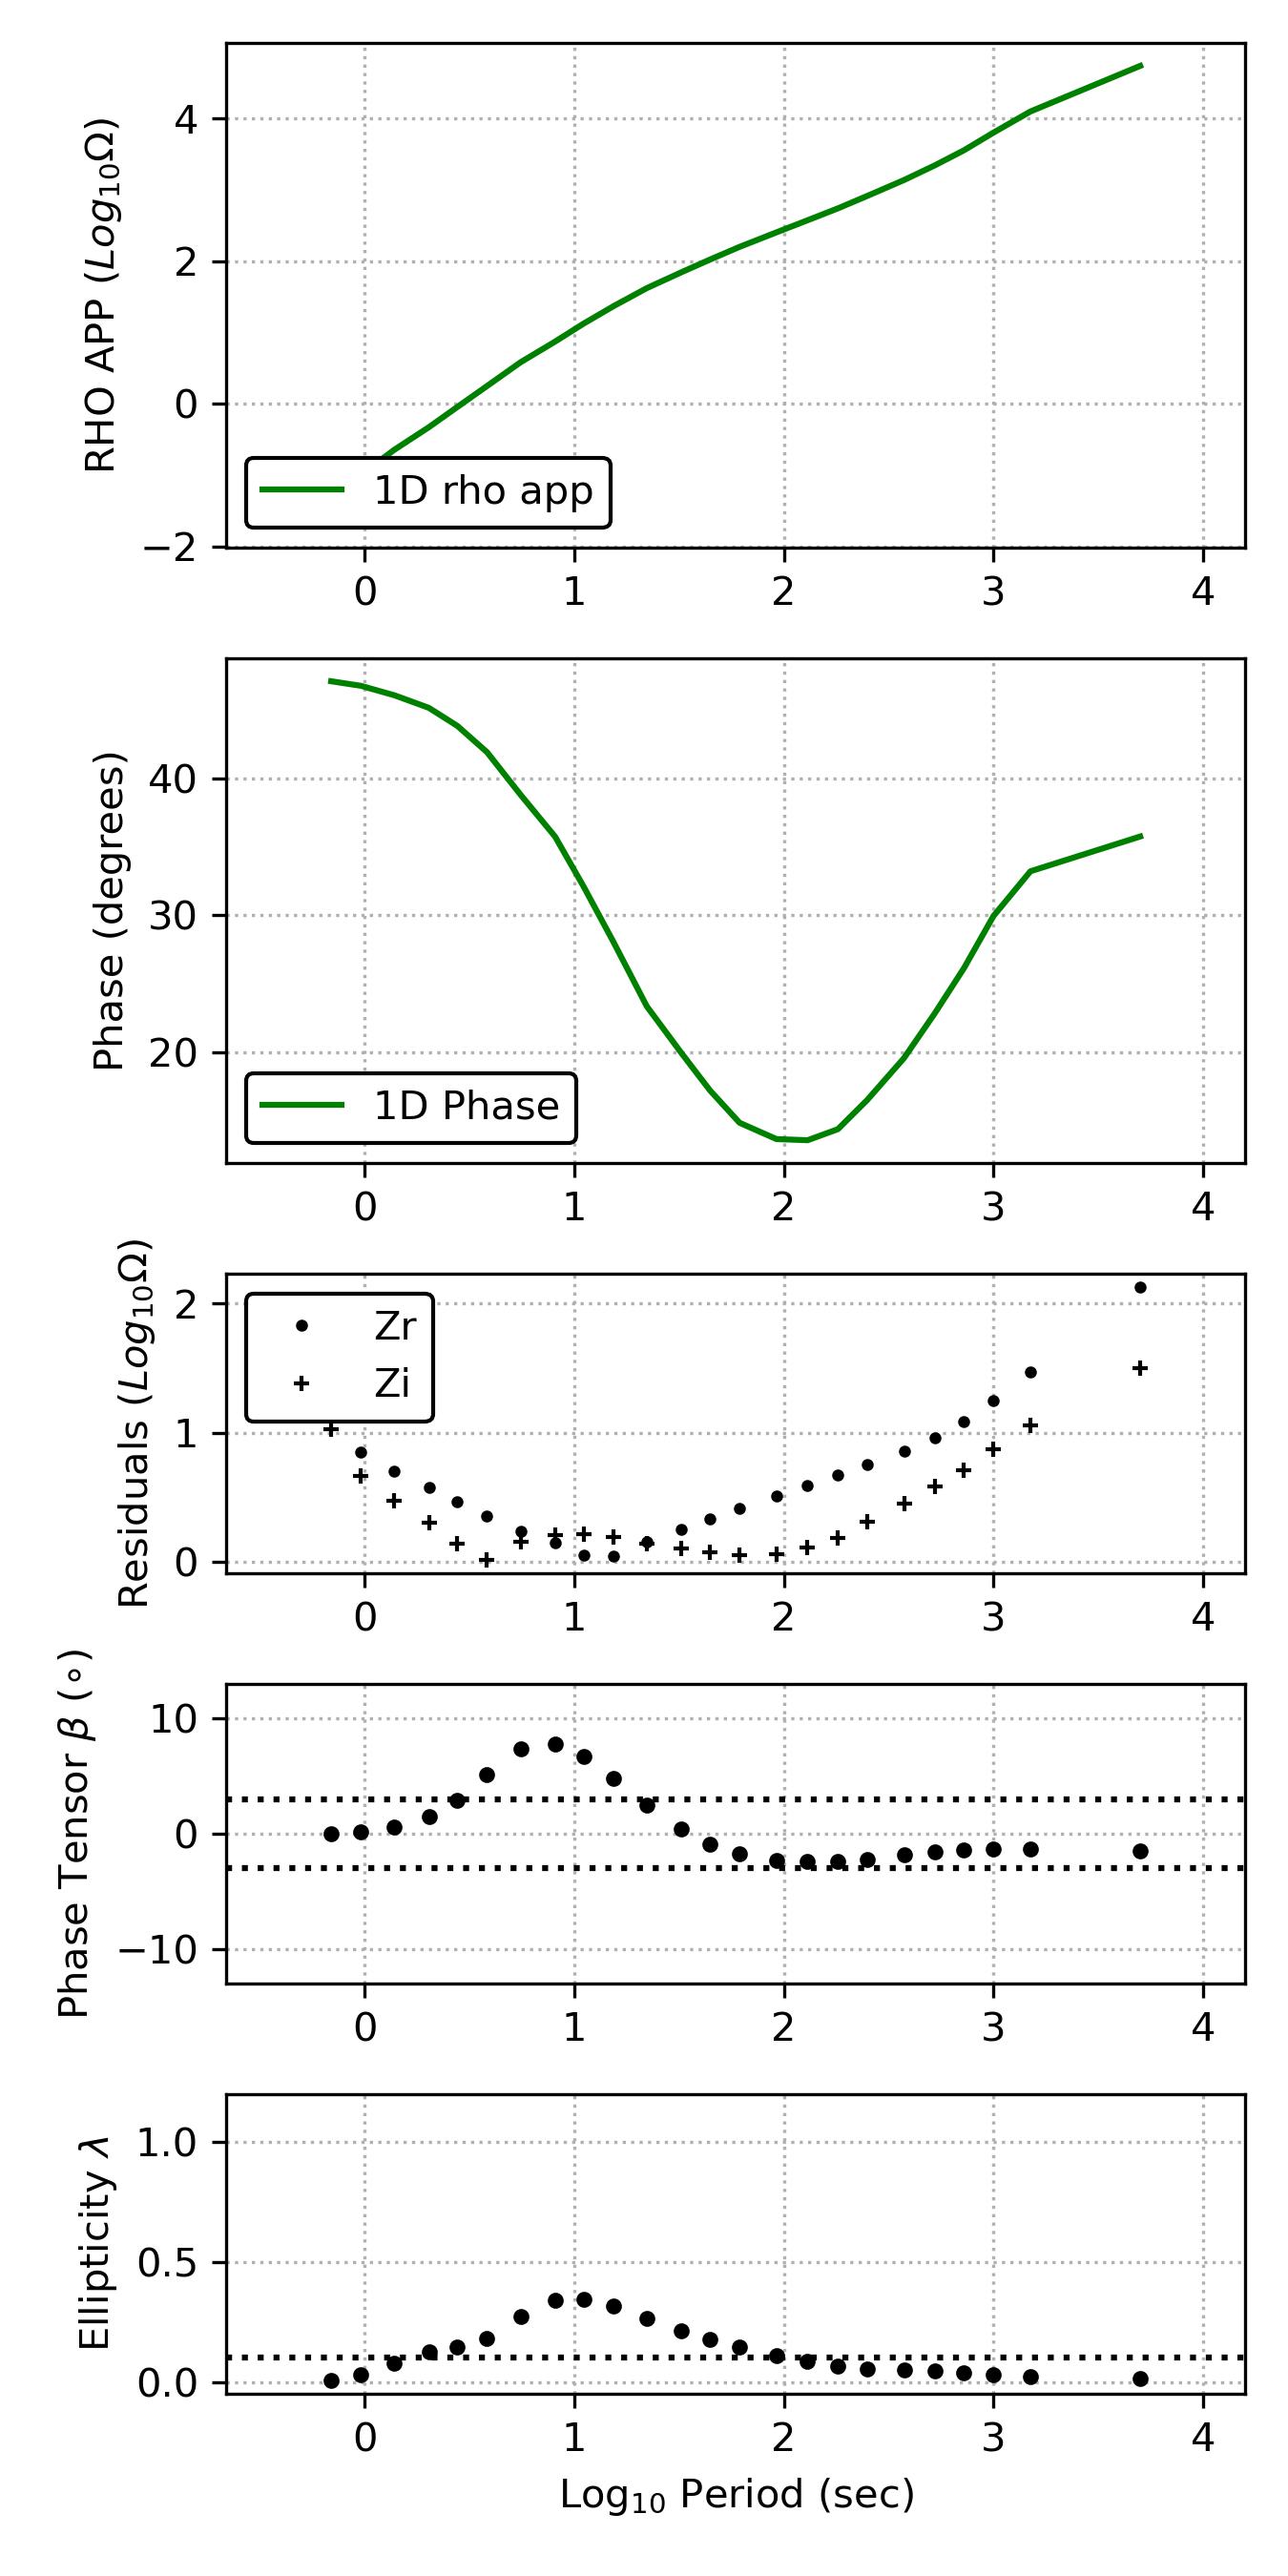 RHO APP (Log₁₀Ω)
4
2
0
−2
1D rho app
0 1 2 3 4
Phase (degrees)
40
30
20
1D Phase
0 1 2 3 4
Residuals (Log₁₀Ω)
2
1
0
Zr
Zi
0 1 2 3 4
Phase Tensor β (∘)
10
0
−10
0 1 2 3 4
Ellipticity λ
1.0
0.5
0.0
0 1 2 3 4
Log₁₀ Period (sec)